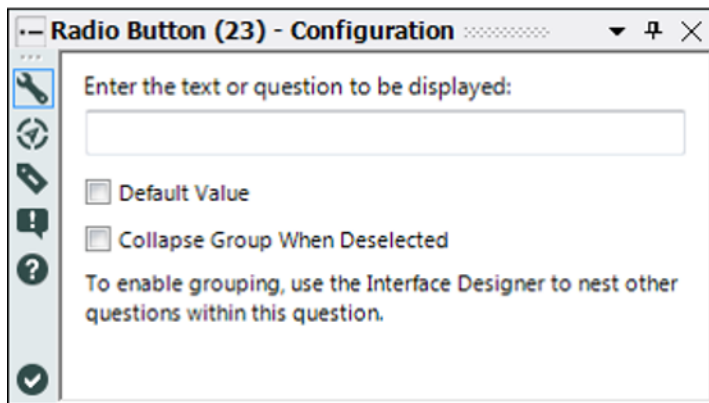 Radio Button (23) - Configuration
Enter the text or question to be displayed:
Default Value
Collapse Group When Deselected
To enable grouping, use the Interface Designer to nest other
questions within this question.